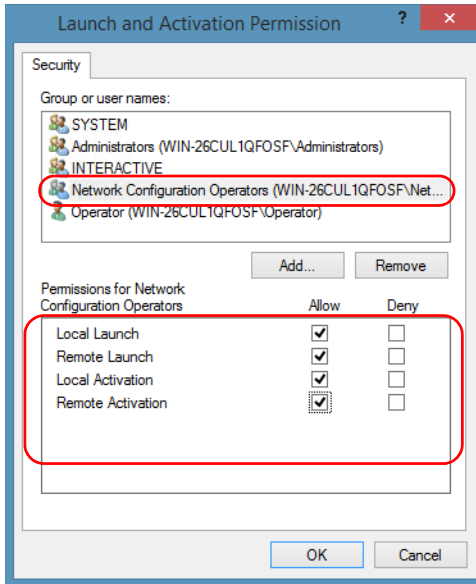 Launch and Activation Permission
?
Security
Group or user names:
SYSTEM
Administrators (WIN-26CUL1QFOSF\Administrators)
INTERACTIVE
Network Configuration Operators (WIN-26CUL1QFOSF\Net...
Operator (WIN-26CUL1QFOSF\Operator)
Add... Remove
Permissions for Network
Configuration Operators Allow Deny
Local Launch
Remote Launch
Local Activation
Remote Activation
OK Cancel